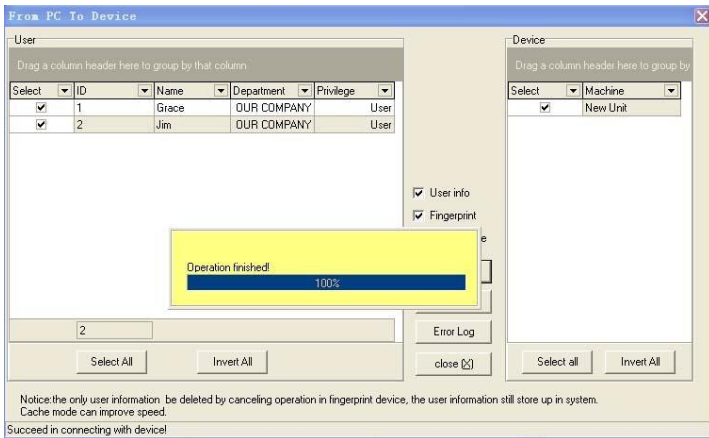 From PC To Device
User
Device
Drag a column header here to group by that column
Drag a column header here to group by
Select ID Name Department Privilege
Select Machine
1 Grace OUR COMPANY User
New Unit
2 Jim OUR COMPANY User
User info
Fingerprint
e
Operation finished!
100%
2
Error Log
Select All Invert All
close (X)
Select all Invert All
Notice:the only user information be deleted by canceling operation in fingerprint device, the user information still store up in system.
Cache mode can improve speed.
Succeed in connecting with device!